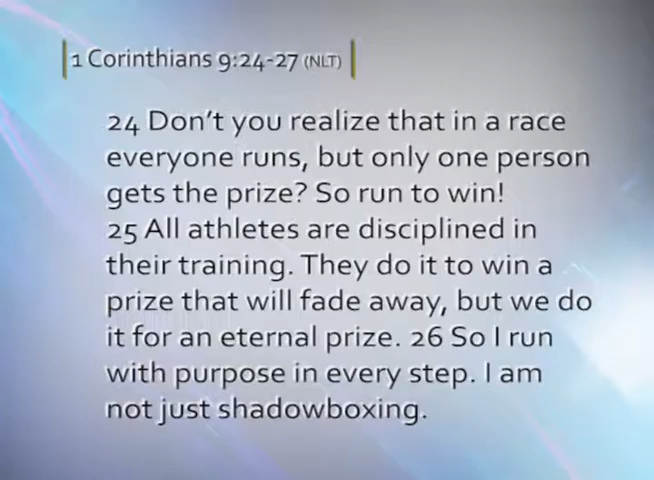 1 Corinthians 9:24-27 (NLT)
24 Don't you realize that in a race
everyone runs, but only one person
gets the prize? So run to win!
25 All athletes are disciplined in
their training. They do it to win a
prize that will fade away, but we do
it for an eternal prize. 26 So I run
with purpose in every step. I am
not just shadowboxing.